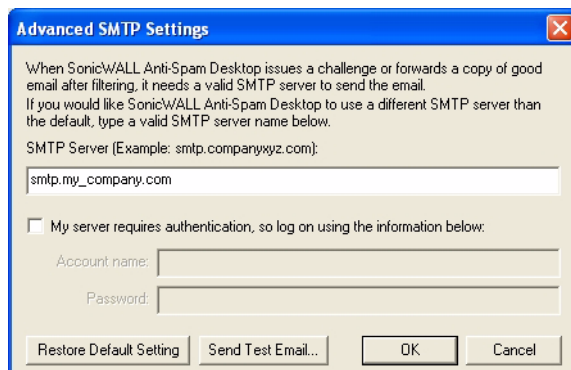 Advanced SMTP Settings
When SonicWALL Anti-Spam Desktop issues a challenge or forwards a copy of good
email after filtering, it needs a valid SMTP server to send the email.
If you would like SonicWALL Anti-Spam Desktop to use a different SMTP server than
the default, type a valid SMTP server name below.
SMTP Server (Example: smtp.companyxyz.com):
smtp.my_company.com
My server requires authentication, so log on using the information below:
Account name:
Password:
Restore Default Setting Send Test Email... OK Cancel